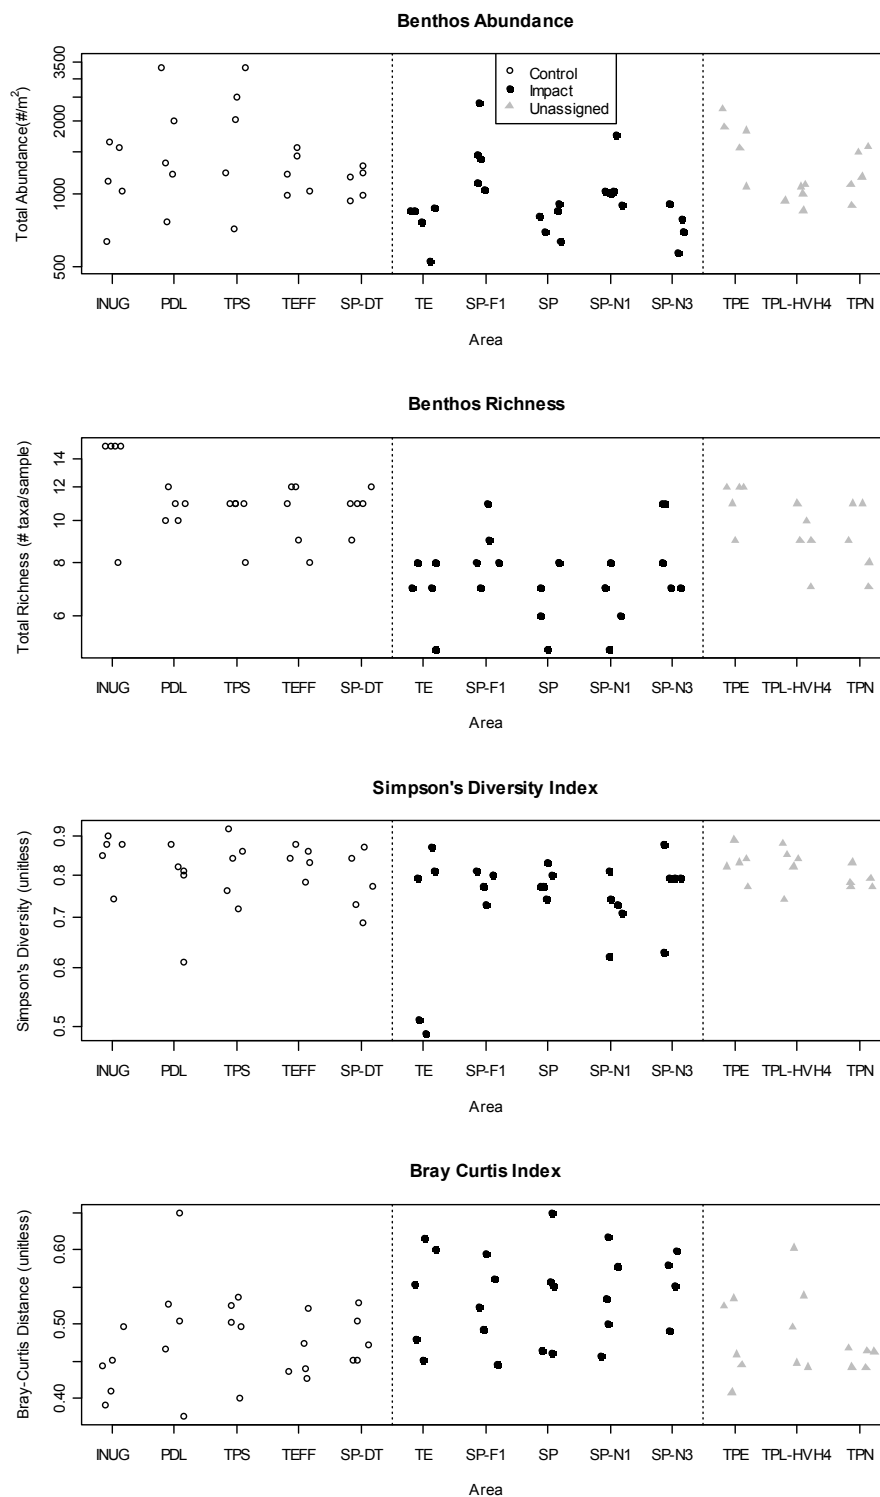 Benthos Abundance
Total Abundance(#/m²)
3500
2000
1000
500
Control
Impact
Unassigned
INUG PDL TPS TEFF SP-DT TE SP-F1 SP SP-N1 SP-N3 TPE TPL-HVH4 TPN
Area
Benthos Richness
Total Richness (# taxa/sample)
14
12
10
8
6
INUG PDL TPS TEFF SP-DT TE SP-F1 SP SP-N1 SP-N3 TPE TPL-HVH4 TPN
Area
Simpson's Diversity Index
Simpson's Diversity (unitless)
0.9
0.8
0.7
0.6
0.5
INUG PDL TPS TEFF SP-DT TE SP-F1 SP SP-N1 SP-N3 TPE TPL-HVH4 TPN
Area
Bray Curtis Index
Bray-Curtis Distance (unitless)
0.60
0.50
0.40
INUG PDL TPS TEFF SP-DT TE SP-F1 SP SP-N1 SP-N3 TPE TPL-HVH4 TPN
Area